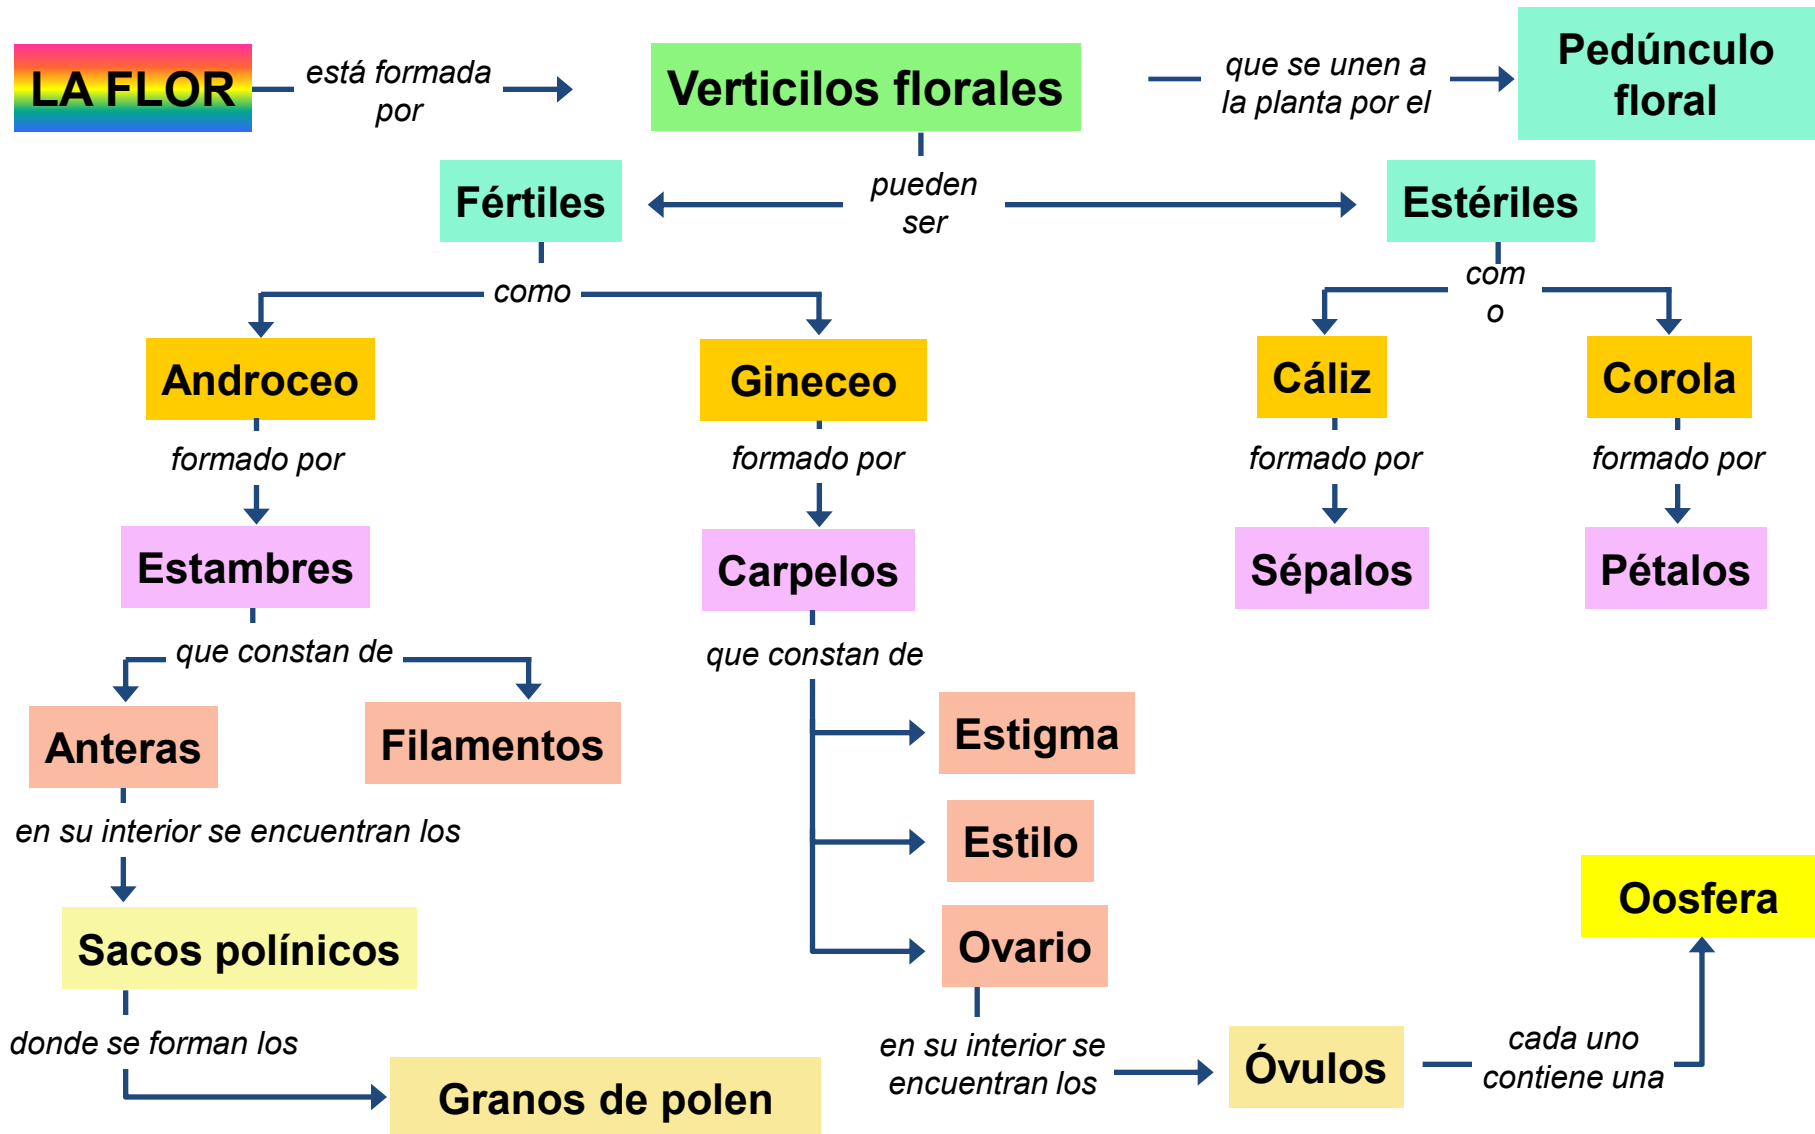 LA FLOR
está formada
por
Verticilos florales
que se unen a
la planta por el
Pedúnculo
floral
pueden
ser
Fértiles
Estériles
como
com
o
Androceo
Gineceo
Cáliz
Corola
formado por
formado por
formado por
formado por
Estambres
Carpelos
Sépalos
Pétalos
que constan de
que constan de
Anteras
Filamentos
Estigma
en su interior se encuentran los
Estilo
Sacos polínicos
Ovario
Oosfera
donde se forman los
Granos de polen
en su interior se
encuentran los
Óvulos
cada uno
contiene una